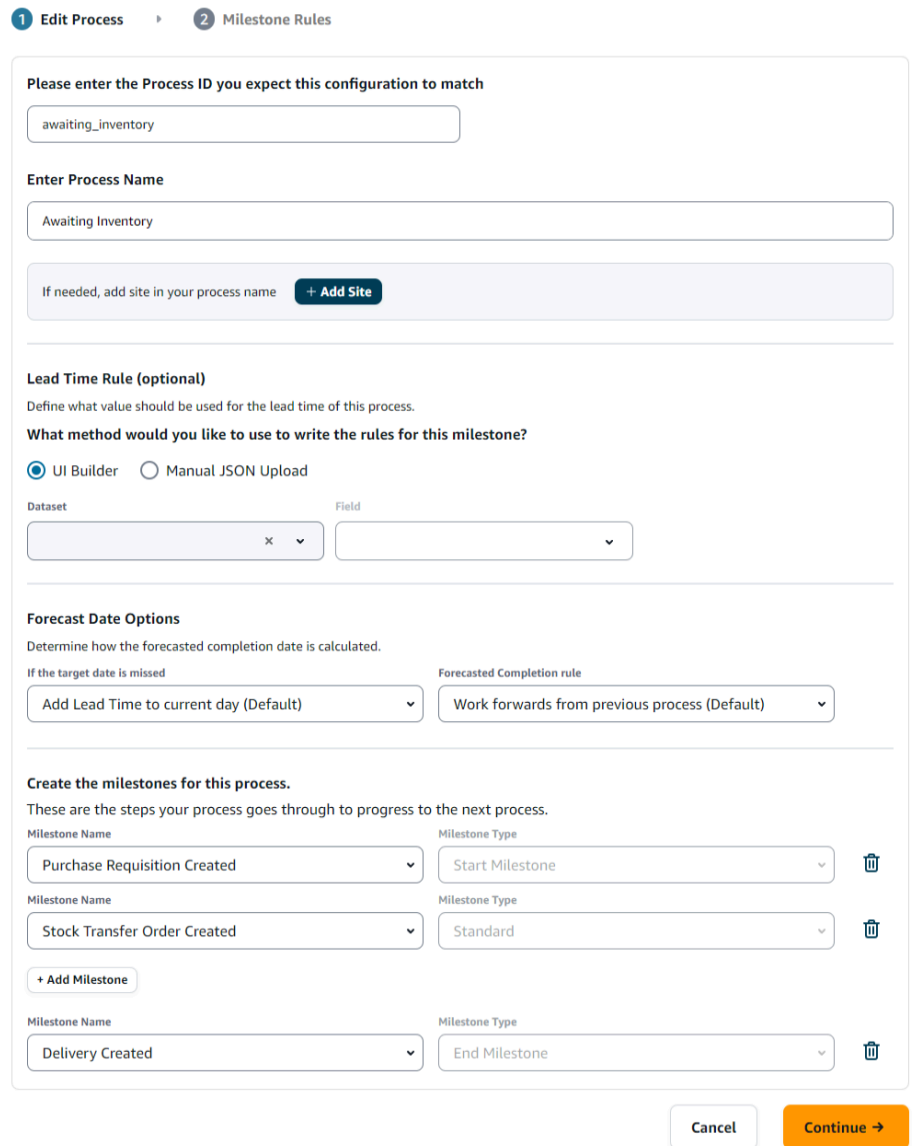 1 Edit Process 2 Milestone Rules
Please enter the Process ID you expect this configuration to match
awaiting_inventory
Enter Process Name
Awaiting Inventory
If needed, add site in your process name + Add Site
Lead Time Rule (optional)
Define what value should be used for the lead time of this process.
What method would you like to use to write the rules for this milestone?
UI Builder Manual JSON Upload
Dataset Field
Forecast Date Options
Determine how the forecasted completion date is calculated.
If the target date is missed Forecasted Completion rule
Add Lead Time to current day (Default) Work forwards from previous process (Default)
Create the milestones for this process.
These are the steps your process goes through to progress to the next process.
Milestone Name Milestone Type
Purchase Requisition Created Start Milestone
Milestone Name Milestone Type
Stock Transfer Order Created Standard
+ Add Milestone
Milestone Name Milestone Type
Delivery Created End Milestone
Cancel Continue →